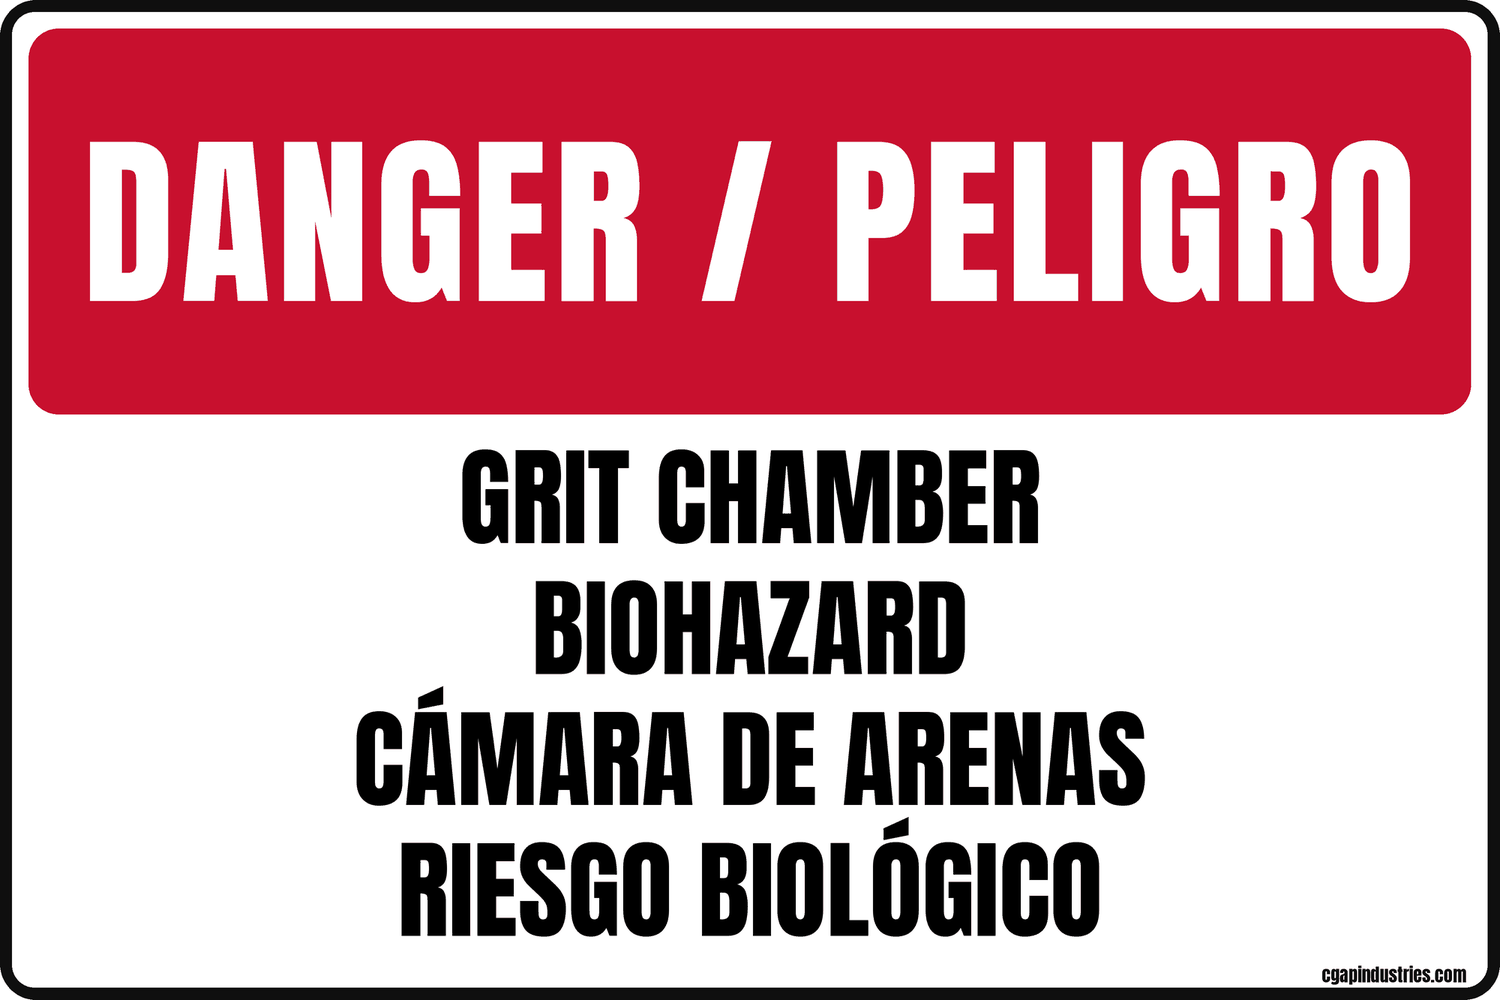 DANGER / PELIGRO
GRIT CHAMBER
BIOHAZARD
CÁMARA DE ARENAS
RIESGO BIOLÓGICO
cgapindustries.com